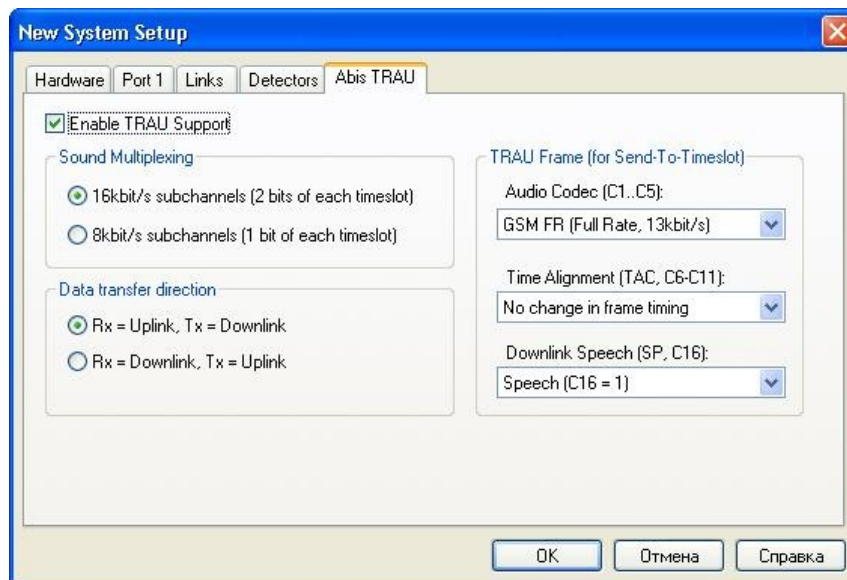 New System Setup
Hardware Port 1 Links Detectors Abis TRAU
Enable TRAU Support
Sound Multiplexing
16kbit/s subchannels (2 bits of each timeslot)
8kbit/s subchannels (1 bit of each timeslot)
Data transfer direction
Rx = Uplink, Tx = Downlink
Rx = Downlink, Tx = Uplink
TRAU Frame (for Send-To-Timeslot)
Audio Codec (C1..C5):
GSM FR (Full Rate, 13kbit/s)
Time Alignment (TAC, C6-C11):
No change in frame timing
Downlink Speech (SP, C16):
Speech (C16 = 1)
OK Отмена Справка